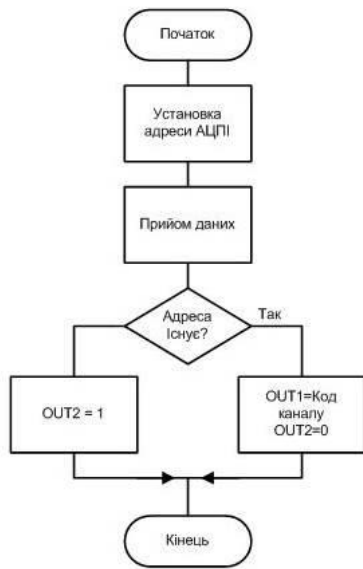 Початок
Установка
адреси АЦПІ
Прийом даних
Адреса
Існує?
Так
OUT2 = 1
OUT1=Код
каналу
OUT2=0
Кінець